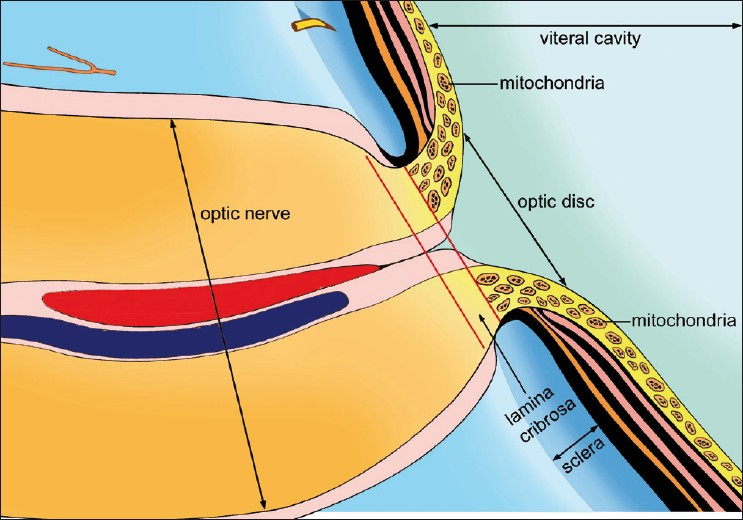 viteral cavity
mitochondria
optic disc
optic nerve
mitochondria
lamina
cribrosa
sclera